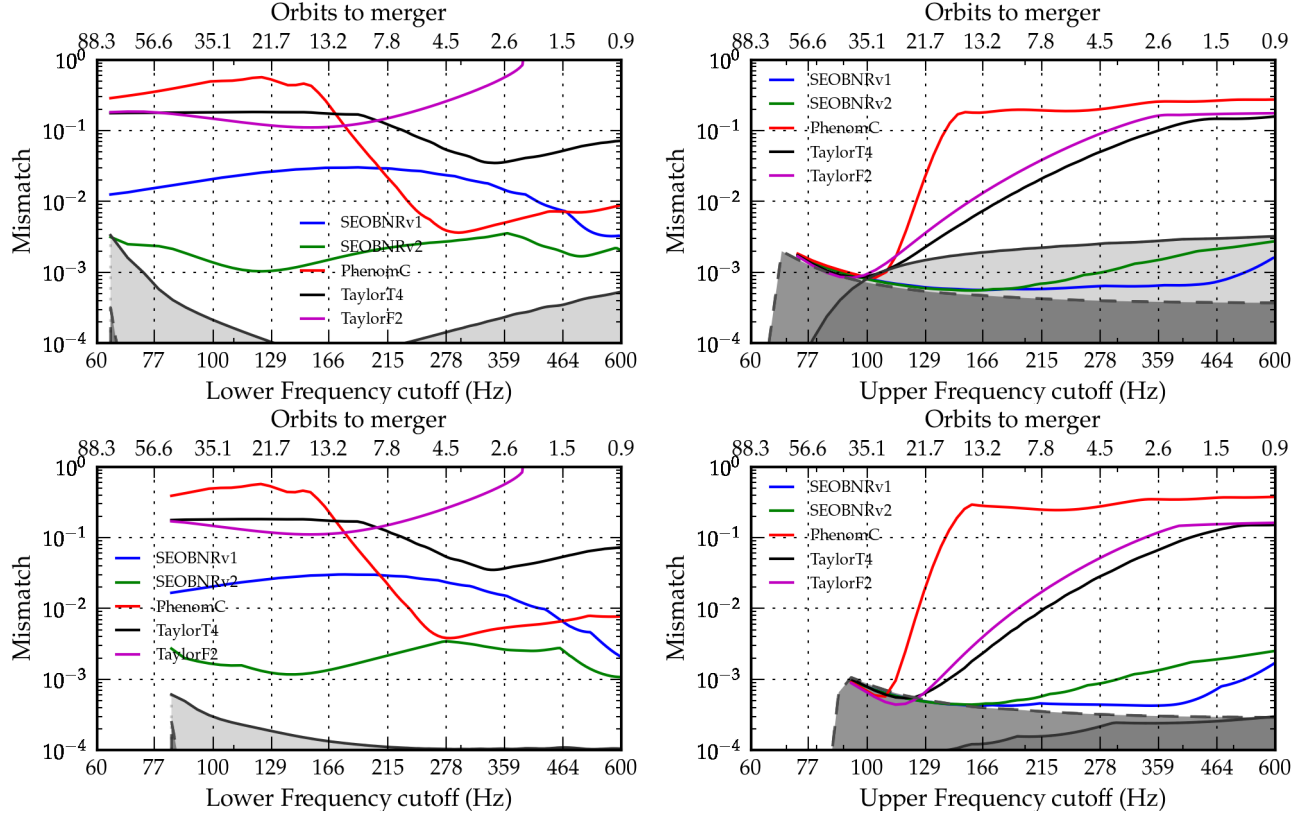 Orbits to merger
88.3 56.6 35.1 21.7 13.2 7.8 4.5 2.6 1.5 0.9
10^0
10^-1
10^-2
10^-3
10^-4
Mismatch
SEOBNRv1
SEOBNRv2
PhenomC
TaylorT4
TaylorF2
60 77 100 129 166 215 278 359 464 600
Lower Frequency cutoff (Hz)
Orbits to merger
88.3 56.6 35.1 21.7 13.2 7.8 4.5 2.6 1.5 0.9
10^0
10^-1
10^-2
10^-3
10^-4
Mismatch
SEOBNRv1
SEOBNRv2
PhenomC
TaylorT4
TaylorF2
60 77 100 129 166 215 278 359 464 600
Upper Frequency cutoff (Hz)
Orbits to merger
88.3 56.6 35.1 21.7 13.2 7.8 4.5 2.6 1.5 0.9
10^0
10^-1
10^-2
10^-3
10^-4
Mismatch
SEOBNRv1
SEOBNRv2
PhenomC
TaylorT4
TaylorF2
60 77 100 129 166 215 278 359 464 600
Lower Frequency cutoff (Hz)
Orbits to merger
88.3 56.6 35.1 21.7 13.2 7.8 4.5 2.6 1.5 0.9
10^0
10^-1
10^-2
10^-3
10^-4
Mismatch
SEOBNRv1
SEOBNRv2
PhenomC
TaylorT4
TaylorF2
60 77 100 129 166 215 278 359 464 600
Upper Frequency cutoff (Hz)